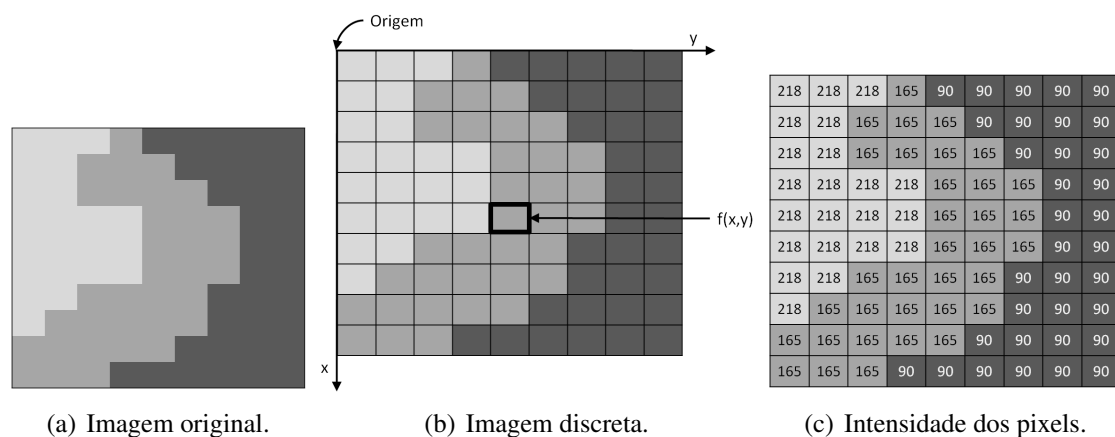 Origem
y
x
f(x,y)
218 218 218 165 90 90 90 90 90
218 218 165 165 165 90 90 90 90
218 218 165 165 165 165 90 90 90
218 218 218 218 165 165 165 90 90
218 218 218 218 165 165 165 90 90
218 218 218 218 165 165 165 90 90
218 218 165 165 165 165 90 90 90
218 165 165 165 165 165 90 90 90
165 165 165 165 165 90 90 90 90
165 165 165 90 90 90 90 90 90
(a) Imagem original.
(b) Imagem discreta.
(c) Intensidade dos pixels.